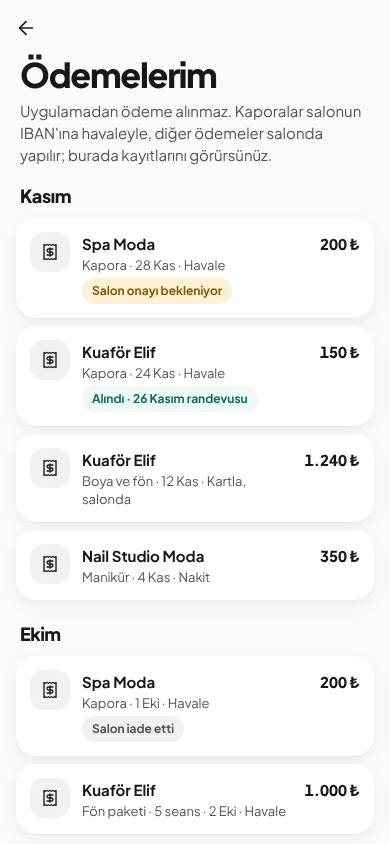 Ödemelerim
Uygulamadan ödeme alınmaz. Kaporalar salonun
IBAN'ına havaleyle, diğer ödemeler salonda
yapılır; burada kayıtlarını görürsünüz.
Kasım
Spa Moda 200 ₺
Kapora · 28 Kas · Havale
Salon onayı bekleniyor
Kuaför Elif 150 ₺
Kapora · 24 Kas · Havale
Alındı · 26 Kasım randevusu
Kuaför Elif 1.240 ₺
Boya ve fön · 12 Kas · Kartla,
salonda
Nail Studio Moda 350 ₺
Manikür · 4 Kas · Nakit
Ekim
Spa Moda 200 ₺
Kapora · 1 Eki · Havale
Salon iade etti
Kuaför Elif 1.000 ₺
Fön paketi · 5 seans · 2 Eki · Havale